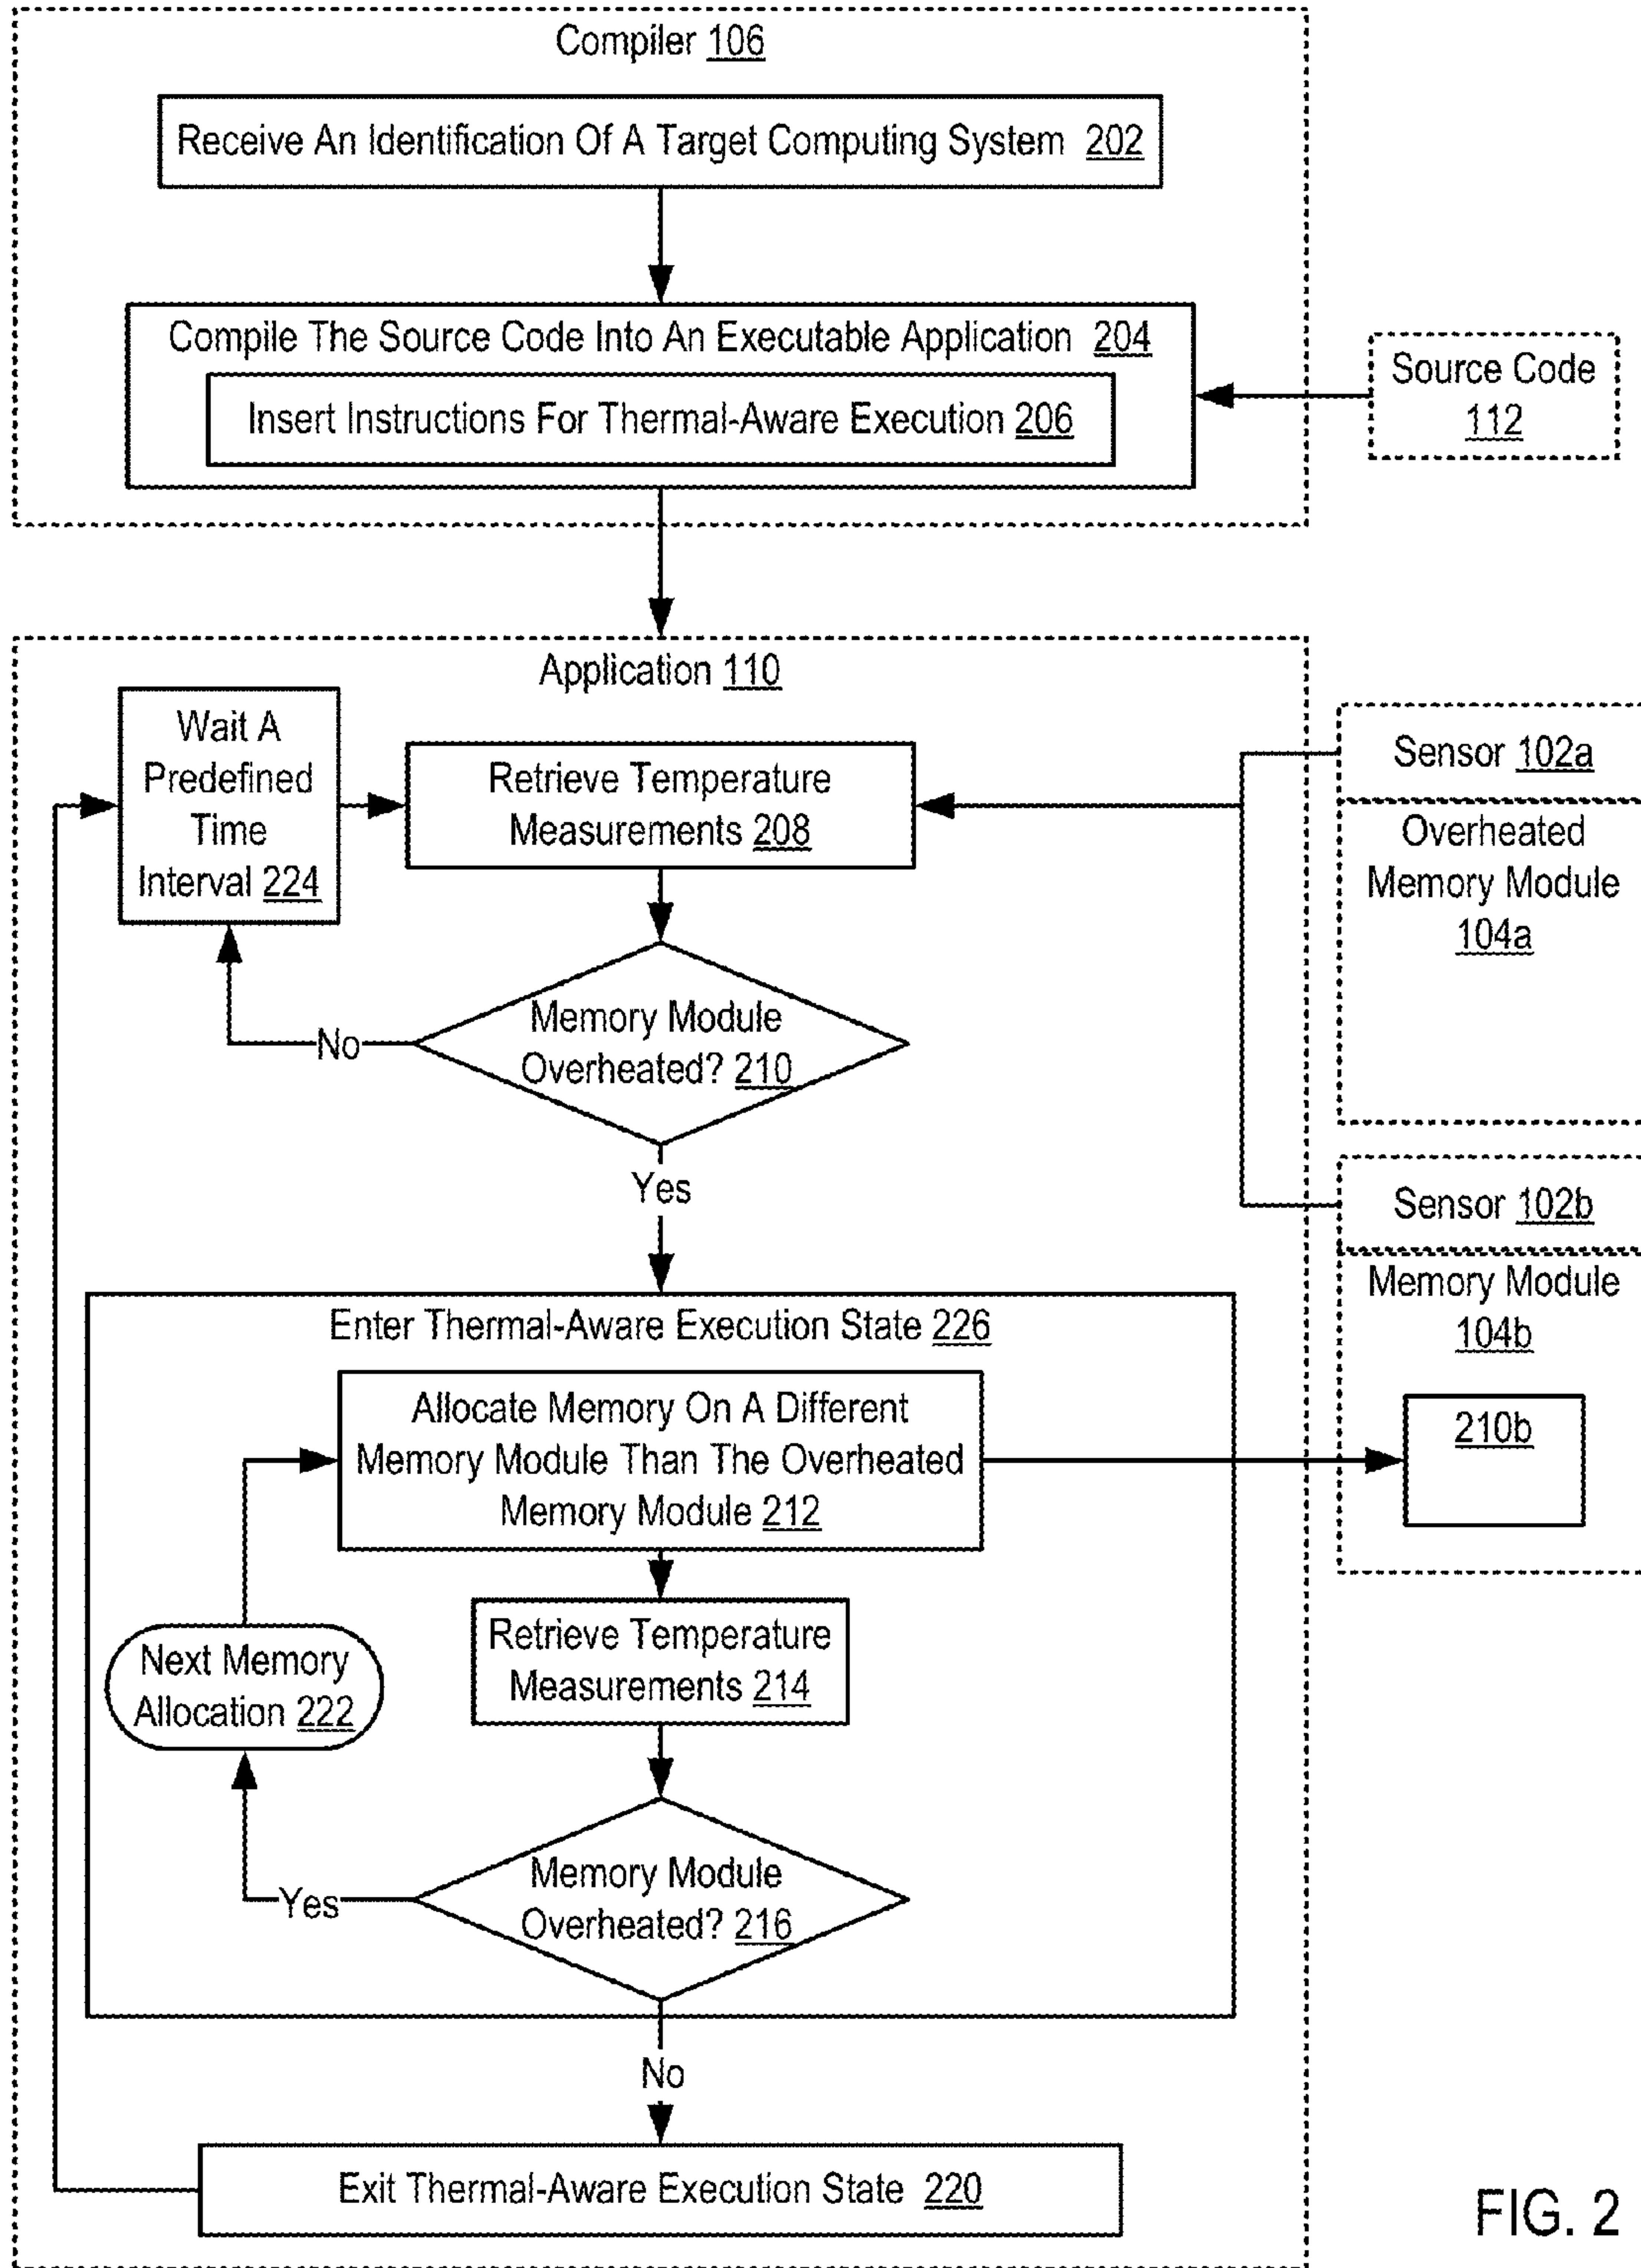 Compiler 106
Receive An Identification Of A Target Computing System 202
Compile The Source Code Into An Executable Application 204
Insert Instructions For Thermal-Aware Execution 206
Source Code
112
Application 110
Wait A
Predefined
Time
Interval 224
Retrieve Temperature
Measurements 208
Sensor 102a
Overheated
Memory Module
104a
Memory Module
Overheated? 210
No
Yes
Sensor 102b
Memory Module
104b
210b
Enter Thermal-Aware Execution State 226
Allocate Memory On A Different
Memory Module Than The Overheated
Memory Module 212
Retrieve Temperature
Measurements 214
Next Memory
Allocation 222
Memory Module
Overheated? 216
Yes
No
Exit Thermal-Aware Execution State 220
FIG. 2